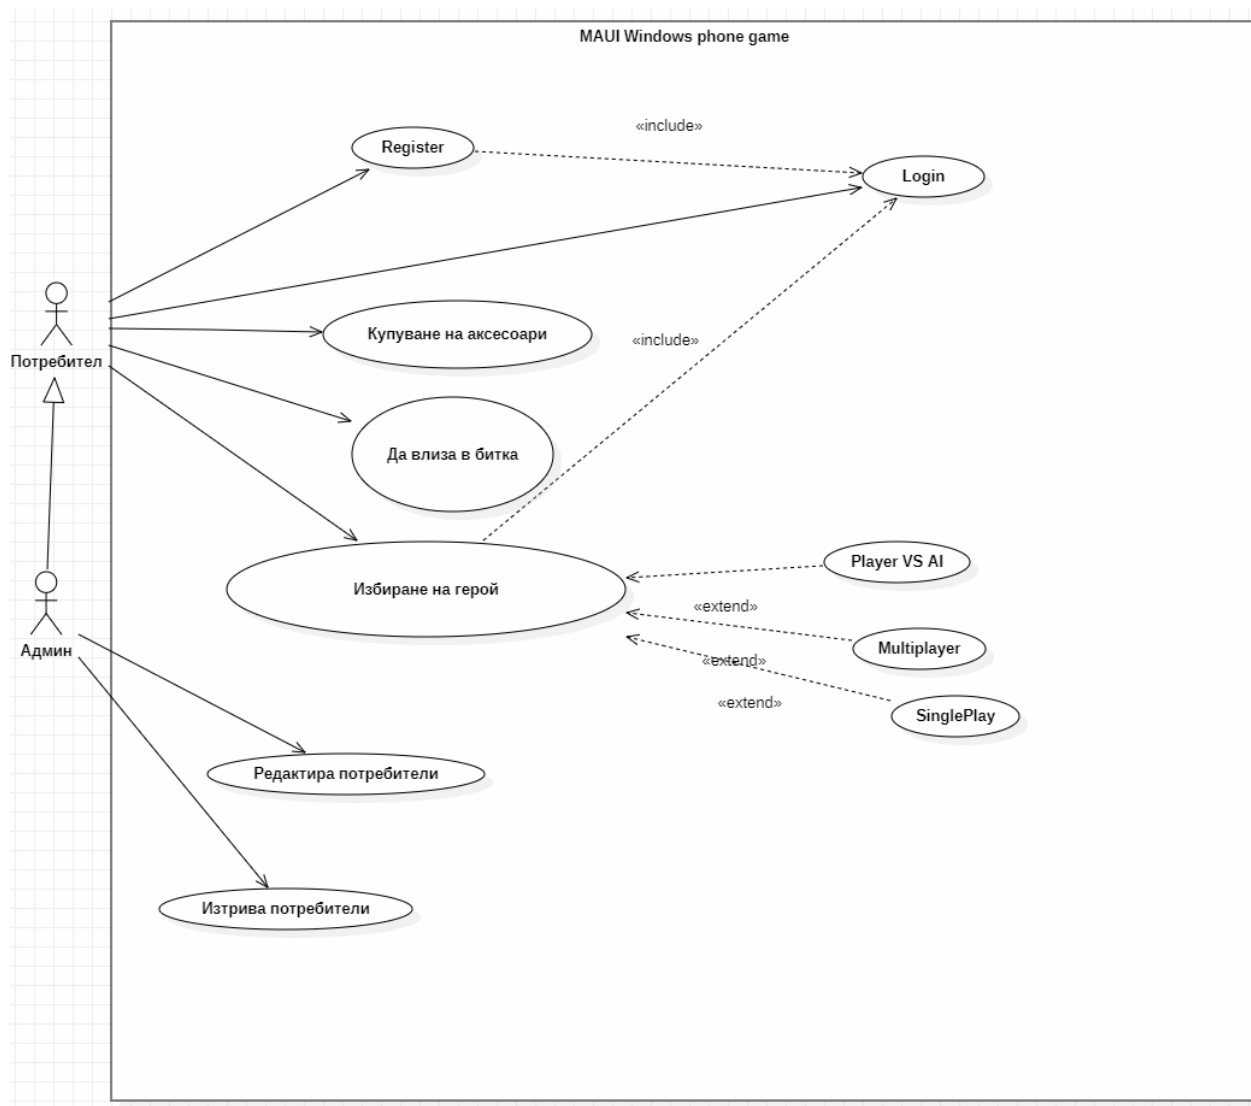 MAUI Windows phone game
«include»
Register
Login
Купуване на аксесоари
«include»
Потребител
Да влиза в битка
Player VS AI
Избиране на герой
«extend»
Админ
Multiplayer
«extend»
«extend»
SinglePlay
Редактира потребители
Изтрива потребители